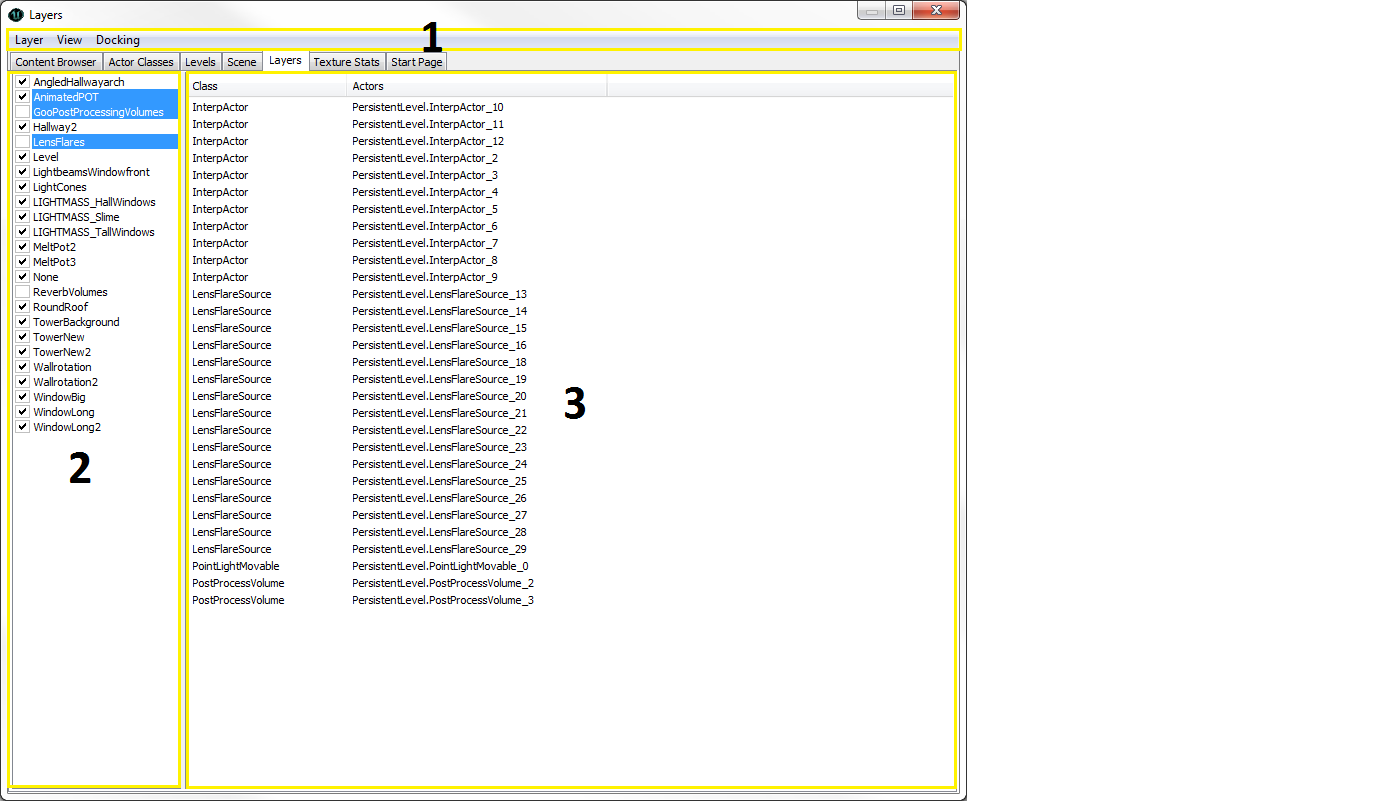 Layers
Layer View Docking
1
Content Browser Actor Classes Levels Scene Layers Texture Stats Start Page
AngledHallwayarch
AnimatedPOT
GooPostProcessingVolumes
Hallway2
LensFlares
Level
LightbeamsWindowfront
LightCones
LIGHTMASS_HallWindows
LIGHTMASS_Slime
LIGHTMASS_TallWindows
MeltPot2
MeltPot3
None
ReverbVolumes
RoundRoof
TowerBackground
TowerNew
TowerNew2
Wallrotation
Wallrotation2
WindowBig
WindowLong
WindowLong2
2
Class Actors
InterpActor PersistentLevel.InterpActor_10
InterpActor PersistentLevel.InterpActor_11
InterpActor PersistentLevel.InterpActor_12
InterpActor PersistentLevel.InterpActor_2
InterpActor PersistentLevel.InterpActor_3
InterpActor PersistentLevel.InterpActor_4
InterpActor PersistentLevel.InterpActor_5
InterpActor PersistentLevel.InterpActor_6
InterpActor PersistentLevel.InterpActor_7
InterpActor PersistentLevel.InterpActor_8
InterpActor PersistentLevel.InterpActor_9
LensFlareSource PersistentLevel.LensFlareSource_13
LensFlareSource PersistentLevel.LensFlareSource_14
LensFlareSource PersistentLevel.LensFlareSource_15
LensFlareSource PersistentLevel.LensFlareSource_16
LensFlareSource PersistentLevel.LensFlareSource_18
LensFlareSource PersistentLevel.LensFlareSource_19
LensFlareSource PersistentLevel.LensFlareSource_20
LensFlareSource PersistentLevel.LensFlareSource_21
LensFlareSource PersistentLevel.LensFlareSource_22
LensFlareSource PersistentLevel.LensFlareSource_23
LensFlareSource PersistentLevel.LensFlareSource_24
LensFlareSource PersistentLevel.LensFlareSource_25
LensFlareSource PersistentLevel.LensFlareSource_26
LensFlareSource PersistentLevel.LensFlareSource_27
LensFlareSource PersistentLevel.LensFlareSource_28
LensFlareSource PersistentLevel.LensFlareSource_29
PointLightMovable PersistentLevel.PointLightMovable_0
PostProcessVolume PersistentLevel.PostProcessVolume_2
PostProcessVolume PersistentLevel.PostProcessVolume_3
3